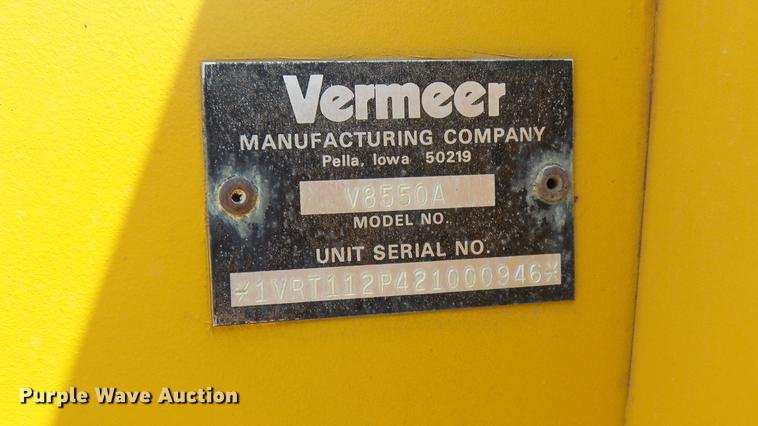 Vermeer
MANUFACTURING COMPANY
Pella, Iowa 50219
V8550A
MODEL NO.
UNIT SERIAL NO.
*1VRT112P421000946*
Purple Wave Auction